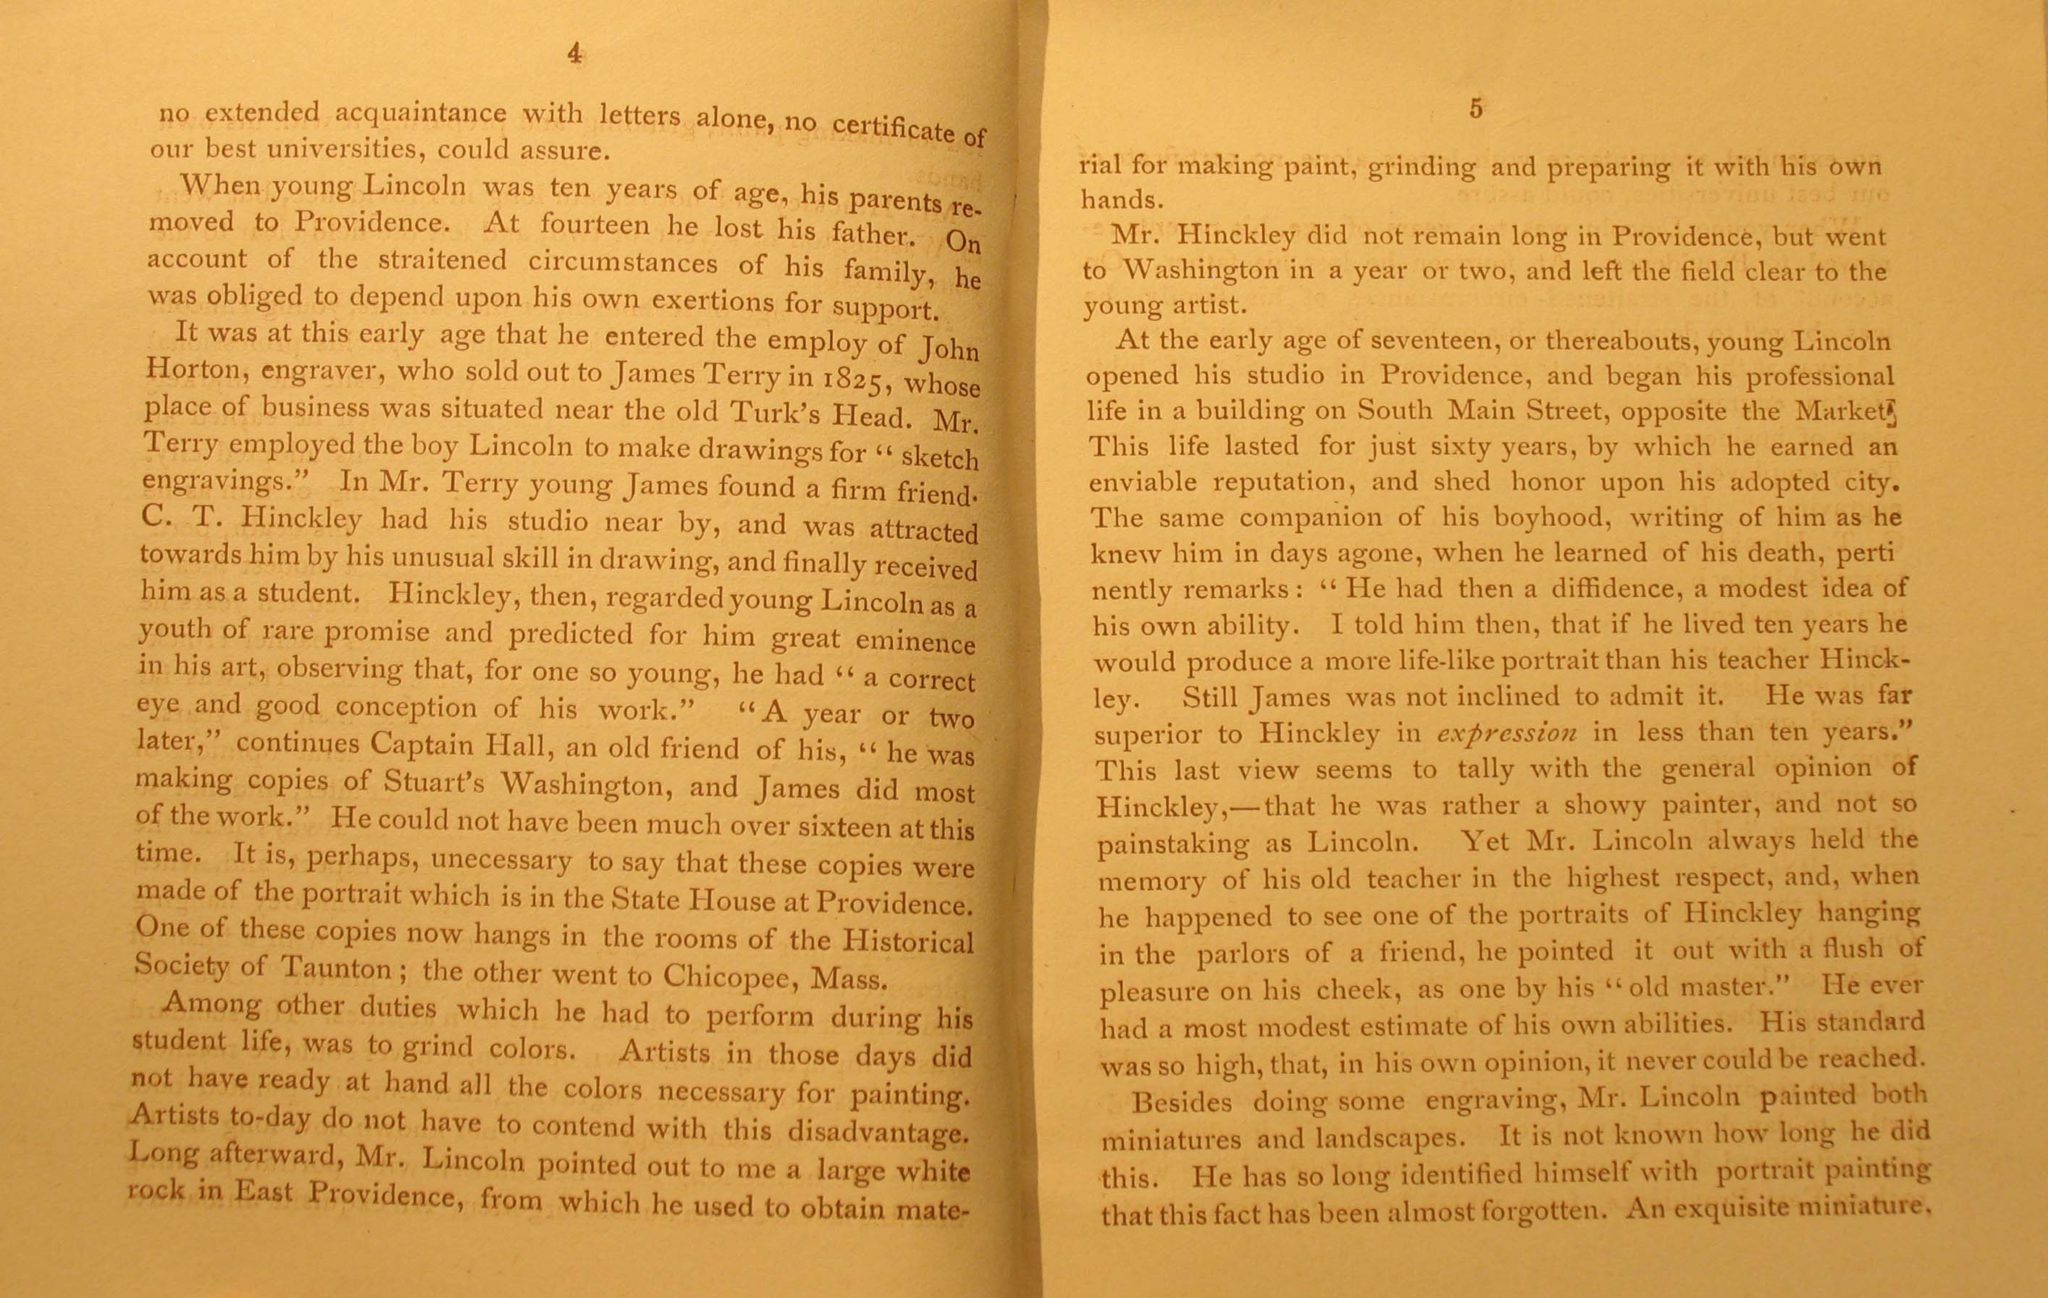 4
no extended acquaintance with letters alone, no certificate of
our best universities, could assure.
When young Lincoln was ten years of age, his parents re-
moved to Providence. At fourteen he lost his father. On
account of the straitened circumstances of his family, he
was obliged to depend upon his own exertions for support.
It was at this early age that he entered the employ of John
Horton, engraver, who sold out to James Terry in 1825, whose
place of business was situated near the old Turk's Head. Mr.
Terry employed the boy Lincoln to make drawings for “ sketch
engravings.” In Mr. Terry young James found a firm friend.
C. T. Hinckley had his studio near by, and was attracted
towards him by his unusual skill in drawing, and finally received
him as a student. Hinckley, then, regarded young Lincoln as a
youth of rare promise and predicted for him great eminence
in his art, observing that, for one so young, he had “ a correct
eye and good conception of his work.” “A year or two
later,” continues Captain Hall, an old friend of his, “ he was
making copies of Stuart's Washington, and James did most
of the work.” He could not have been much over sixteen at this
time. It is, perhaps, unecessary to say that these copies were
made of the portrait which is in the State House at Providence.
One of these copies now hangs in the rooms of the Historical
Society of Taunton ; the other went to Chicopee, Mass.
Among other duties which he had to perform during his
student life, was to grind colors. Artists in those days did
not have ready at hand all the colors necessary for painting.
Artists to-day do not have to contend with this disadvantage.
Long afterward, Mr. Lincoln pointed out to me a large white
rock in East Providence, from which he used to obtain mate-
5
rial for making paint, grinding and preparing it with his own
hands.
Mr. Hinckley did not remain long in Providence, but went
to Washington in a year or two, and left the field clear to the
young artist.
At the early age of seventeen, or thereabouts, young Lincoln
opened his studio in Providence, and began his professional
life in a building on South Main Street, opposite the Market.
This life lasted for just sixty years, by which he earned an
enviable reputation, and shed honor upon his adopted city.
The same companion of his boyhood, writing of him as he
knew him in days agone, when he learned of his death, perti
nently remarks : “ He had then a diffidence, a modest idea of
his own ability. I told him then, that if he lived ten years he
would produce a more life-like portrait than his teacher Hinck-
ley. Still James was not inclined to admit it. He was far
superior to Hinckley in expression in less than ten years.”
This last view seems to tally with the general opinion of
Hinckley,—that he was rather a showy painter, and not so
painstaking as Lincoln. Yet Mr. Lincoln always held the
memory of his old teacher in the highest respect, and, when
he happened to see one of the portraits of Hinckley hanging
in the parlors of a friend, he pointed it out with a flush of
pleasure on his cheek, as one by his “ old master.” He ever
had a most modest estimate of his own abilities. His standard
was so high, that, in his own opinion, it never could be reached.
Besides doing some engraving, Mr. Lincoln painted both
miniatures and landscapes. It is not known how long he did
this. He has so long identified himself with portrait painting
that this fact has been almost forgotten. An exquisite miniature,